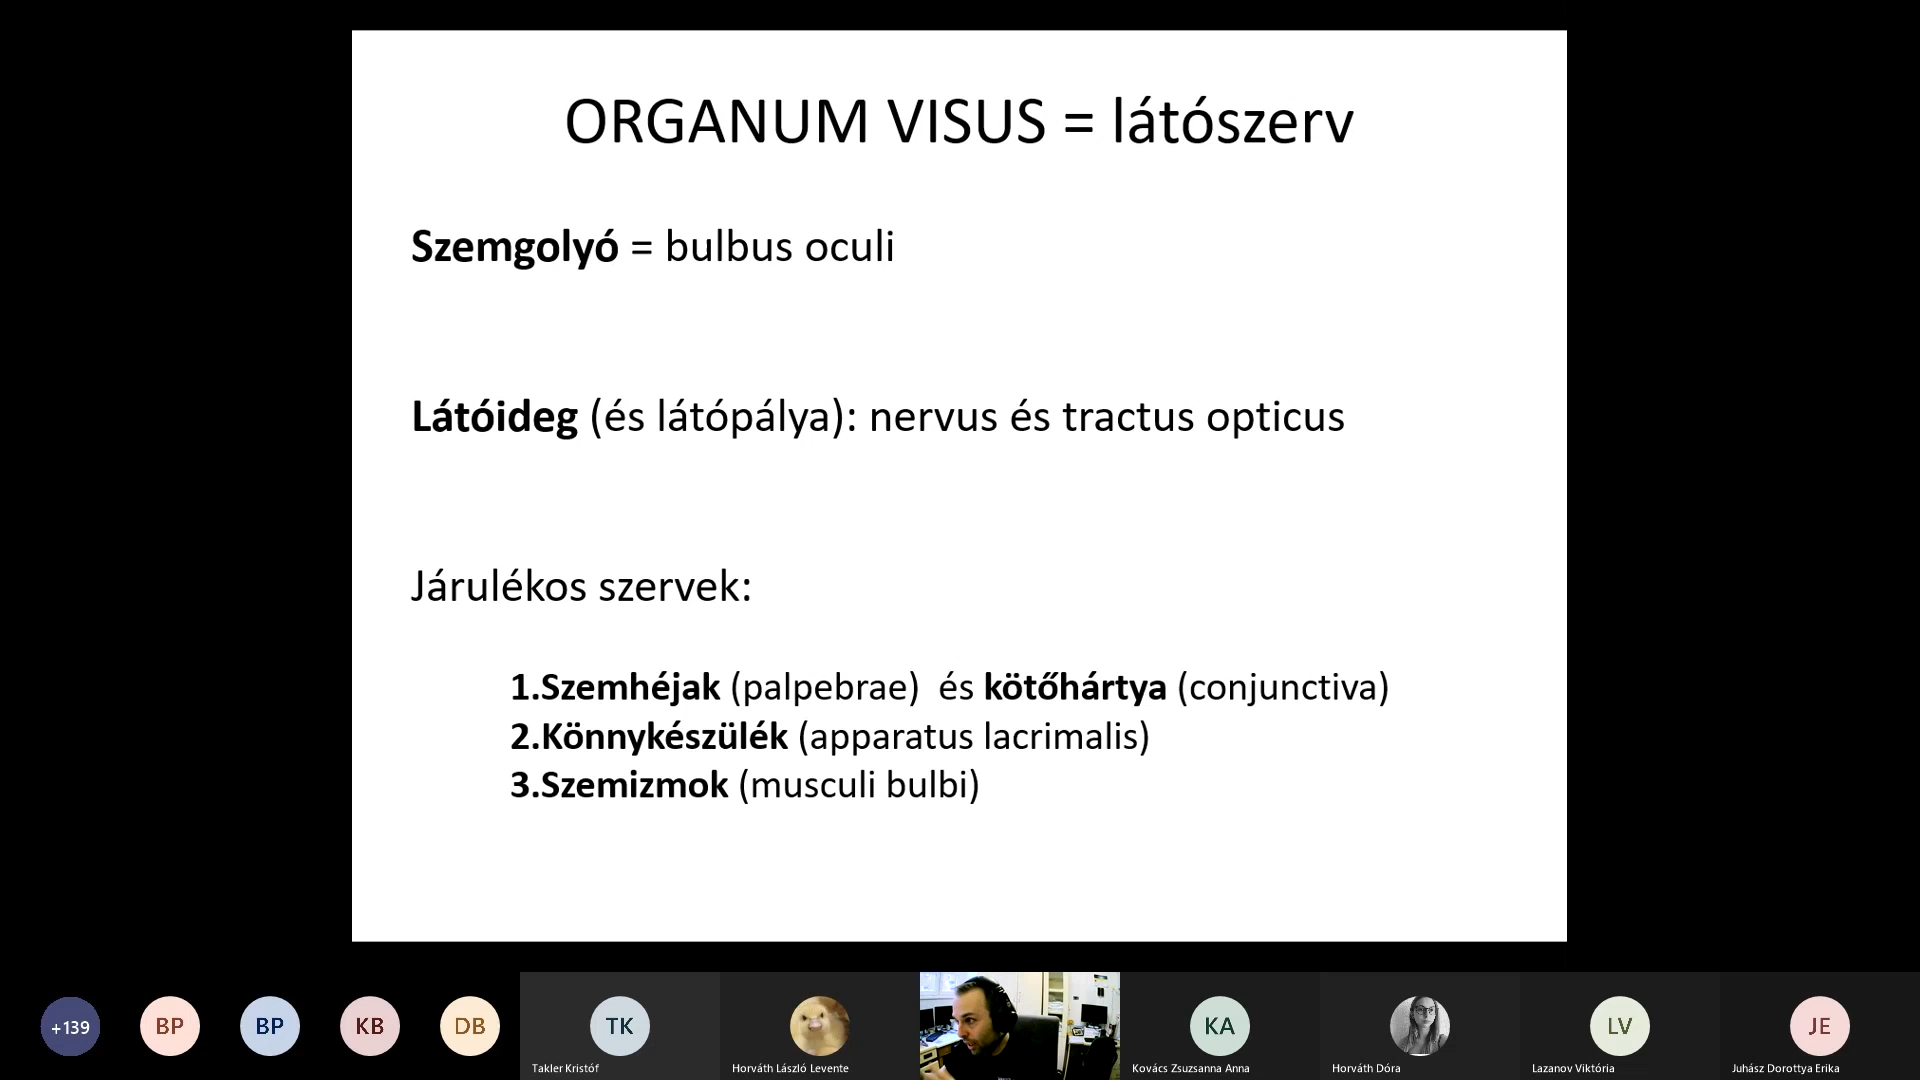 ORGANUM VISUS = látószerv
Szemgolyó = bulbus oculi
Látóideg (és látópálya): nervus és tractus opticus
Járulékos szervek:
1.Szemhéjak (palpebrae) és kötőhártya (conjunctiva)
2.Könnykészülék (apparatus lacrimalis)
3.Szemizmok (musculi bulbi)
+139
BP
BP
KB
DB
TK
KA
LV
JE
Takler Kristóf
Horváth László Levente
Kovács Zsuzsanna Anna
Horváth Dóra
Lazanov Viktória
Juhász Dorottya Erika